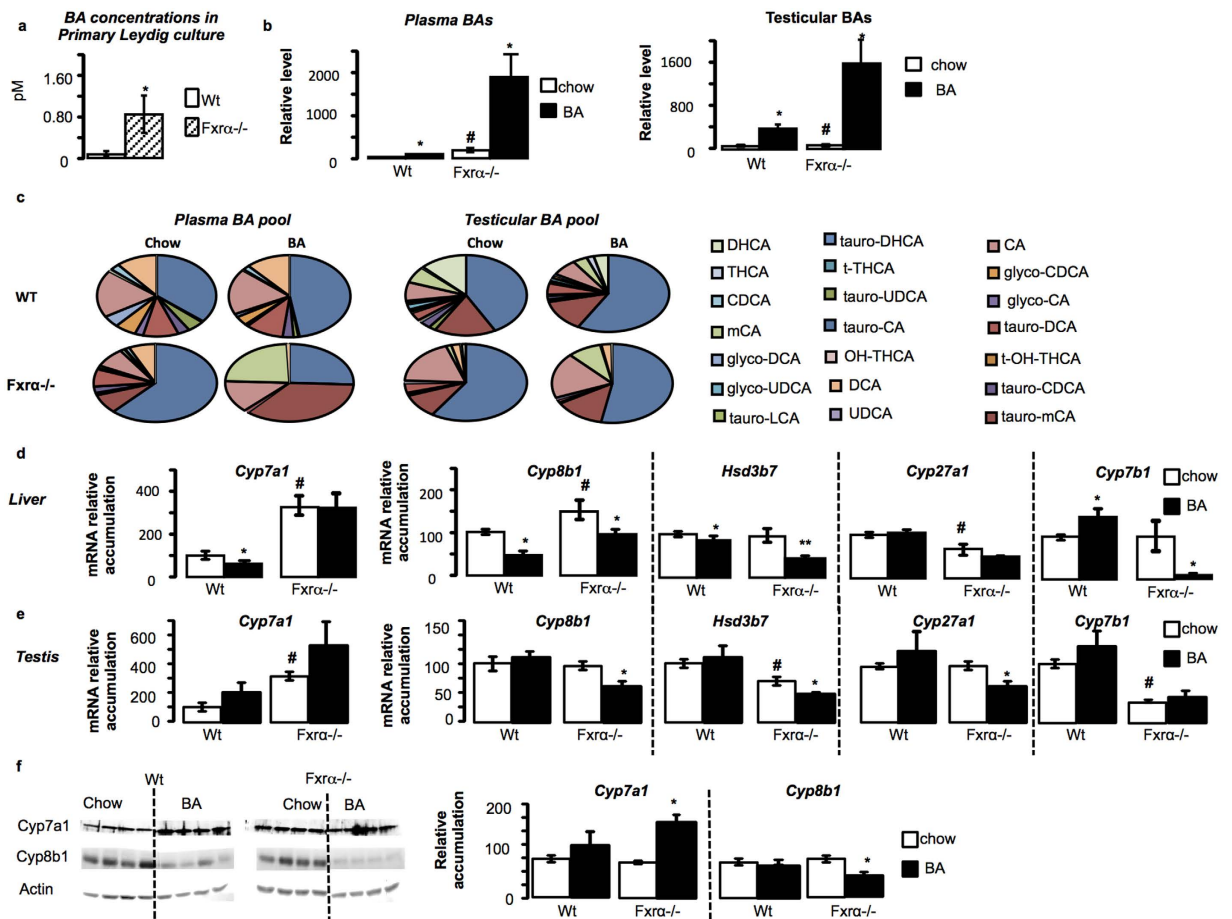 a
BA concentrations in
Primary Leydig culture
pM
1.60
0.80
0
*
Wt
Fxrα-/-
b
Plasma BAs
Relative level
2000
1000
0
*
#
*
Wt
Fxrα-/-
chow
BA
Testicular BAs
Relative level
1600
800
0
*
#
*
Wt
Fxrα-/-
chow
BA
c
Plasma BA pool
Testicular BA pool
Chow
BA
Chow
BA
WT
Fxrα-/-
DHCA
THCA
CDCA
mCA
glyco-DCA
glyco-UDCA
tauro-LCA
tauro-DHCA
t-THCA
tauro-UDCA
tauro-CA
OH-THCA
DCA
UDCA
CA
glyco-CDCA
glyco-CA
tauro-DCA
t-OH-THCA
tauro-CDCA
tauro-mCA
d
Liver
mRNA relative
accumulation
Cyp7a1
400
200
0
*
#
Wt
Fxrα-/-
mRNA relative
accumulation
200
100
0
Cyp8b1
*
#
*
Wt
Fxrα-/-
Hsd3b7
*
**
Wt
Fxrα-/-
Cyp27a1
#
Wt
Fxrα-/-
Cyp7b1
*
*
Wt
Fxrα-/-
chow
BA
e
Testis
mRNA relative
accumulation
Cyp7a1
600
400
200
0
#
Wt
Fxrα-/-
mRNA relative
accumulation
150
100
50
0
Cyp8b1
*
Wt
Fxrα-/-
Hsd3b7
#
*
Wt
Fxrα-/-
Cyp27a1
*
Wt
Fxrα-/-
Cyp7b1
#
Wt
Fxrα-/-
chow
BA
f
Wt
Fxrα-/-
Chow
BA
Chow
BA
Cyp7a1
Cyp8b1
Actin
Relative
accumulation
200
100
0
Cyp7a1
*
Wt
Fxrα-/-
Cyp8b1
*
Wt
Fxrα-/-
chow
BA